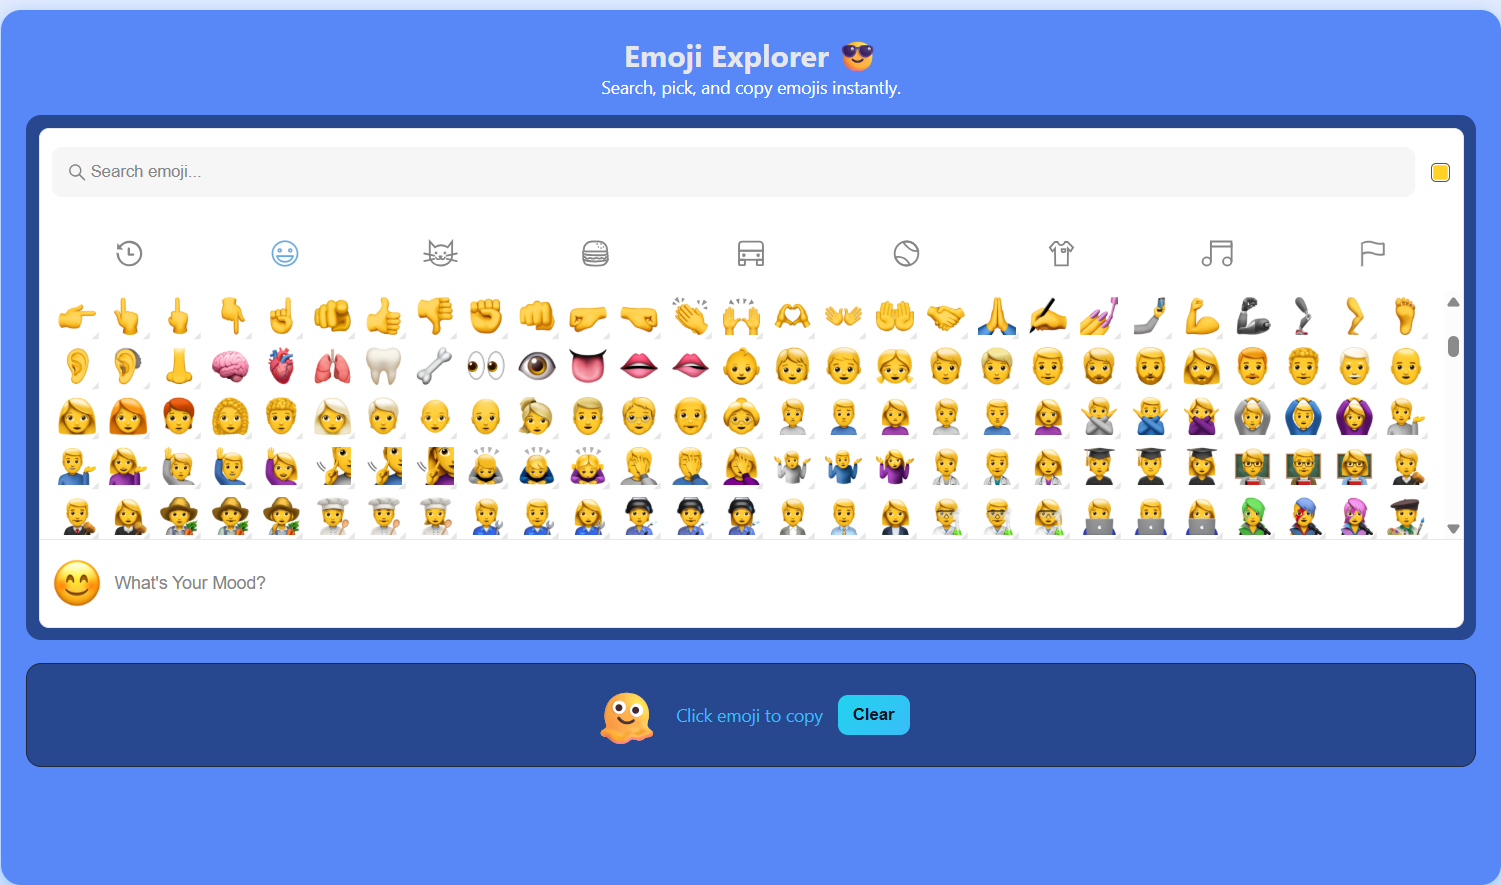 Emoji Explorer 😎
Search, pick, and copy emojis instantly.
Search emoji...
What's Your Mood?
Click emoji to copy
Clear